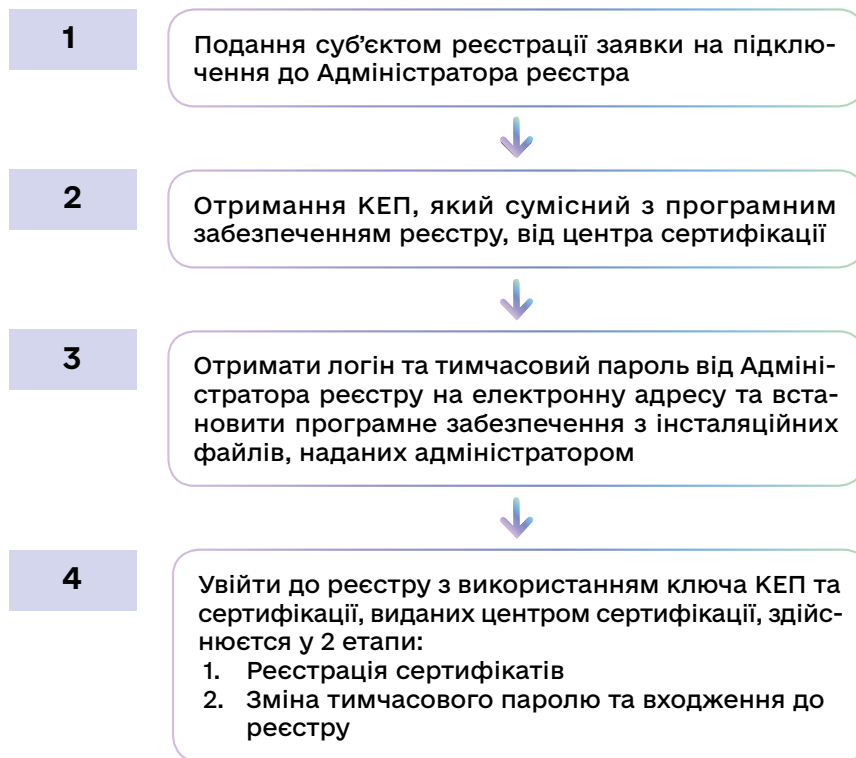 1
Подання суб’єктом реєстрації заявки на підклю-
чення до Адміністратора реєстра
2
Отримання КЕП, який сумісний з програмним
забезпеченням реєстру, від центра сертифікації
3
Отримати логін та тимчасовий пароль від Адміні-
стратора реєстру на електронну адресу та вста-
новити програмне забезпечення з інсталяційних
файлів, наданих адміністратором
4
Увійти до реєстру з використанням ключа КЕП та
сертифікації, виданих центром сертифікації, здійс-
нюєтся у 2 етапи:
1. Реєстрація сертифікатів
2. Зміна тимчасового паролю та входження до
реєстру